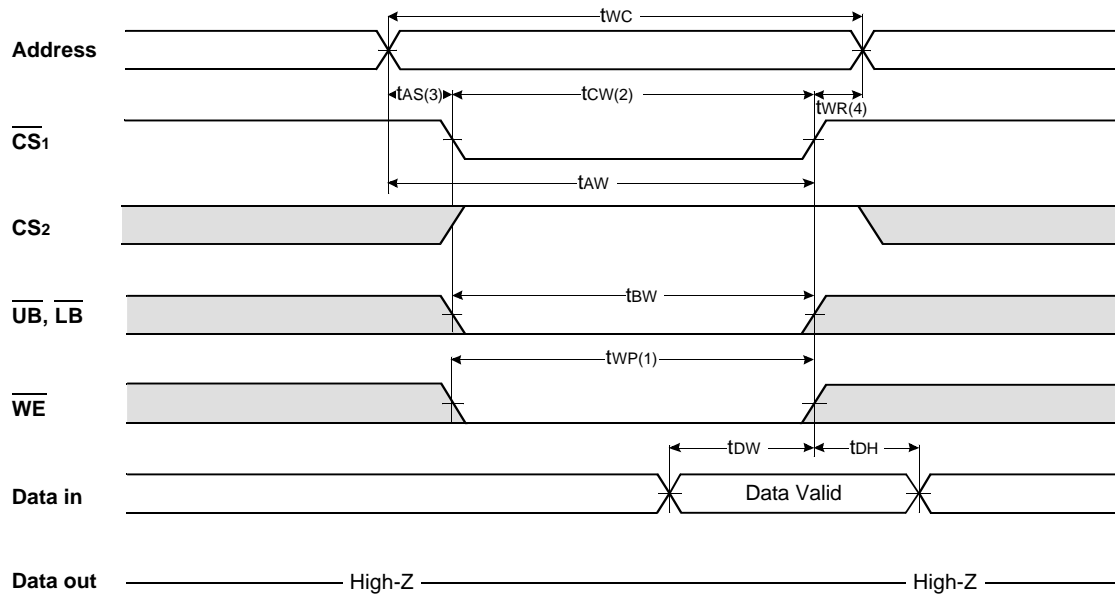 tWC
Address
tAS(3) tCW(2) tWR(4)
CS1
tAW
CS2
tBW
UB, LB
tWP(1)
WE
tDW tDH
Data in Data Valid
Data out High-Z High-Z